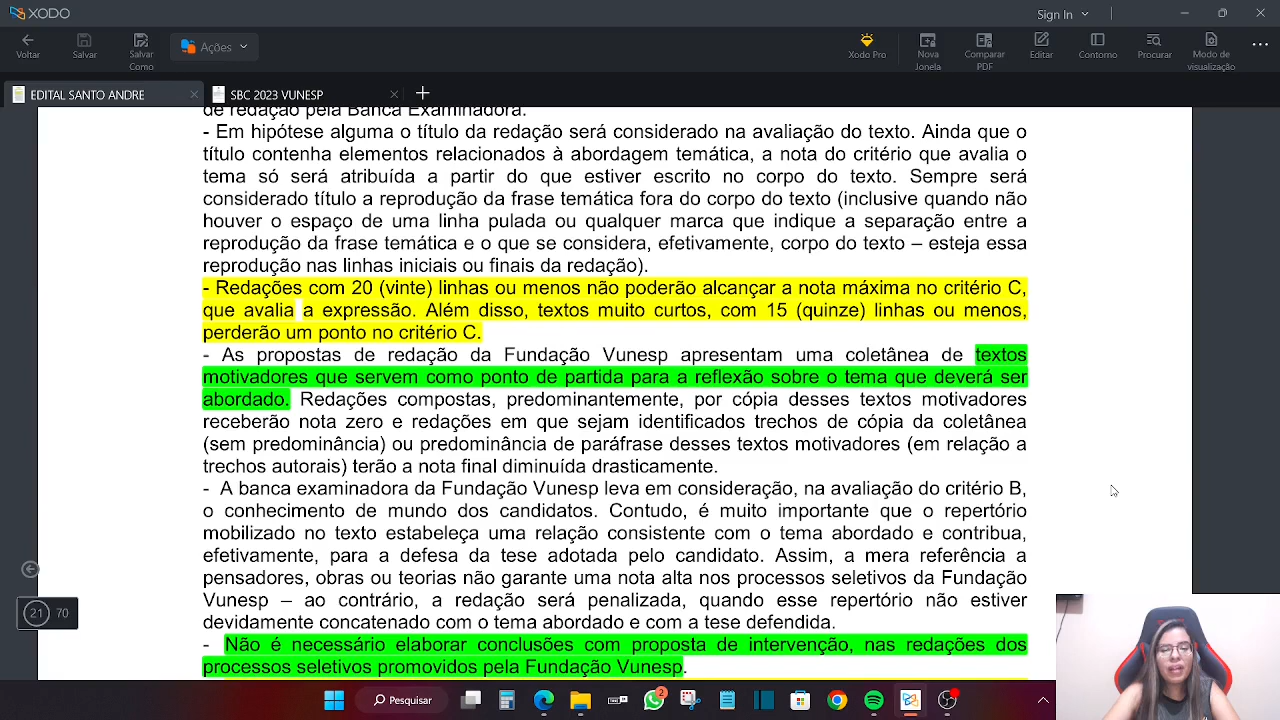 XODO
Sign In
Voltar
Salvar
Salvar Como
Ações
Xodo Pro
Nova Jonela
Comparar PDF
Editar
Contorno
Procurar
Modo de visualização
EDITAL SANTO ANDRE
SBC 2023 VUNESP
de redação pela Banca Examinadora.
- Em hipótese alguma o título da redação será considerado na avaliação do texto. Ainda que o
título contenha elementos relacionados à abordagem temática, a nota do critério que avalia o
tema só será atribuída a partir do que estiver escrito no corpo do texto. Sempre será
considerado título a reprodução da frase temática fora do corpo do texto (inclusive quando não
houver o espaço de uma linha pulada ou qualquer marca que indique a separação entre a
reprodução da frase temática e o que se considera, efetivamente, corpo do texto – esteja essa
reprodução nas linhas iniciais ou finais da redação).
- Redações com 20 (vinte) linhas ou menos não poderão alcançar a nota máxima no critério C,
que avalia a expressão. Além disso, textos muito curtos, com 15 (quinze) linhas ou menos,
perderão um ponto no critério C.
- As propostas de redação da Fundação Vunesp apresentam uma coletânea de textos
motivadores que servem como ponto de partida para a reflexão sobre o tema que deverá ser
abordado. Redações compostas, predominantemente, por cópia desses textos motivadores
receberão nota zero e redações em que sejam identificados trechos de cópia da coletânea
(sem predominância) ou predominância de paráfrase desses textos motivadores (em relação a
trechos autorais) terão a nota final diminuída drasticamente.
- A banca examinadora da Fundação Vunesp leva em consideração, na avaliação do critério B,
o conhecimento de mundo dos candidatos. Contudo, é muito importante que o repertório
mobilizado no texto estabeleça uma relação consistente com o tema abordado e contribua,
efetivamente, para a defesa da tese adotada pelo candidato. Assim, a mera referência a
pensadores, obras ou teorias não garante uma nota alta nos processos seletivos da Fundação
Vunesp – ao contrário, a redação será penalizada, quando esse repertório não estiver
devidamente concatenado com o tema abordado e com a tese defendida.
- Não é necessário elaborar conclusões com proposta de intervenção, nas redações dos
processos seletivos promovidos pela Fundação Vunesp.
21 70
Pesquisar
2